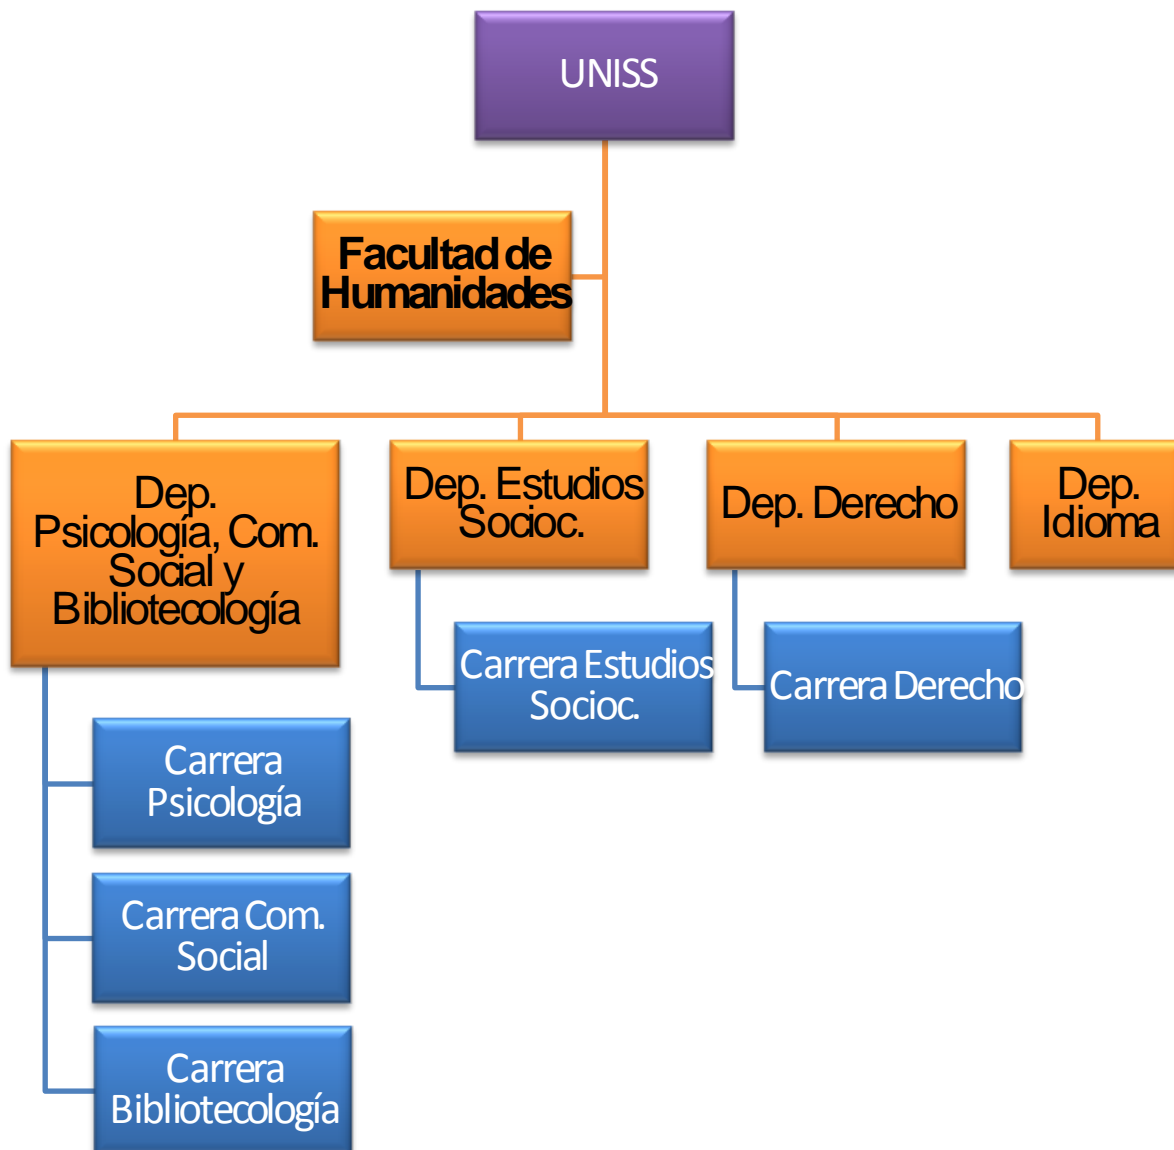 UNISS
Facultad de
Humanidades
Dep.
Psicología, Com.
Social y
Bibliotecología
Dep. Estudios
Socioc.
Dep. Derecho
Dep.
Idioma
Carrera Estudios
Socioc.
Carrera Derecho
Carrera
Psicología
Carrera Com.
Social
Carrera
Bibliotecología